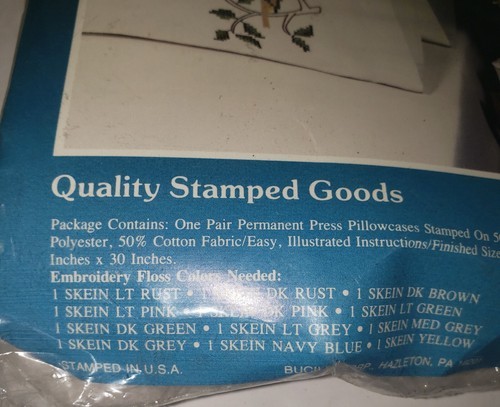 Quality Stamped Goods
Package Contains: One Pair Permanent Press Pillowcases Stamped On
Polyester, 50% Cotton Fabric/Easy, Illustrated Instructions/Finished Size
Inches x 30 Inches.
Embroidery Floss Colors Needed:
1 SKEIN LT RUST • 1 DK RUST • 1 SKEIN DK BROWN
1 SKEIN LT PINK • DK PINK • 1 SKEIN LT GREEN
1 SKEIN DK GREEN • 1 SKEIN LT GREY • 1 SKEIN MED GREY
1 SKEIN DK GREY • 1 SKEIN NAVY BLUE • 1 SKEIN YELLOW
STAMPED IN U.S.A. HAZLETON, PA